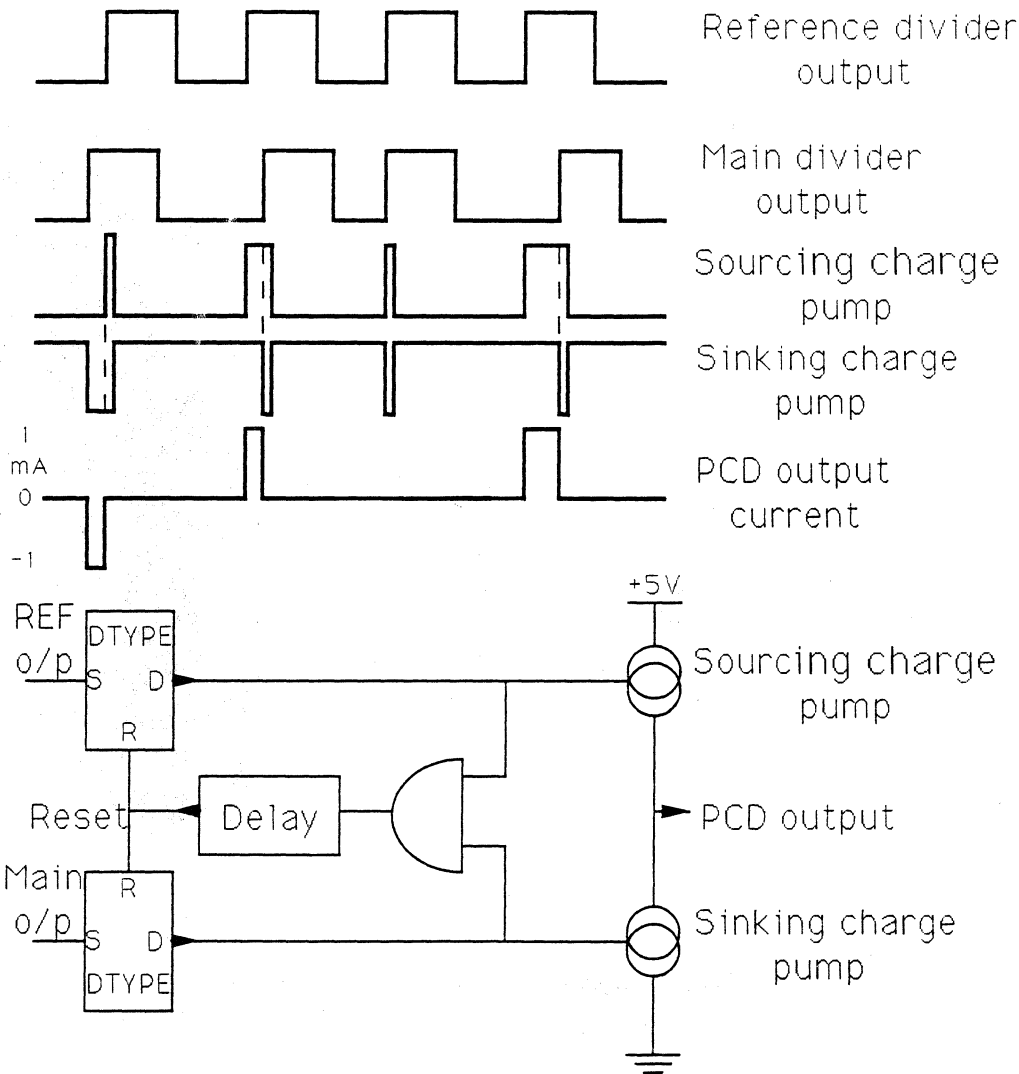 Reference divider
output
Main divider
output
Sourcing charge
pump
Sinking charge
pump
1
mA
0
-1
PCD output
current
+5V
REF
o/p
DTYPE
S D
R
Sourcing charge
pump
Reset
Delay
PCD output
Main
o/p
R
S D
DTYPE
Sinking charge
pump